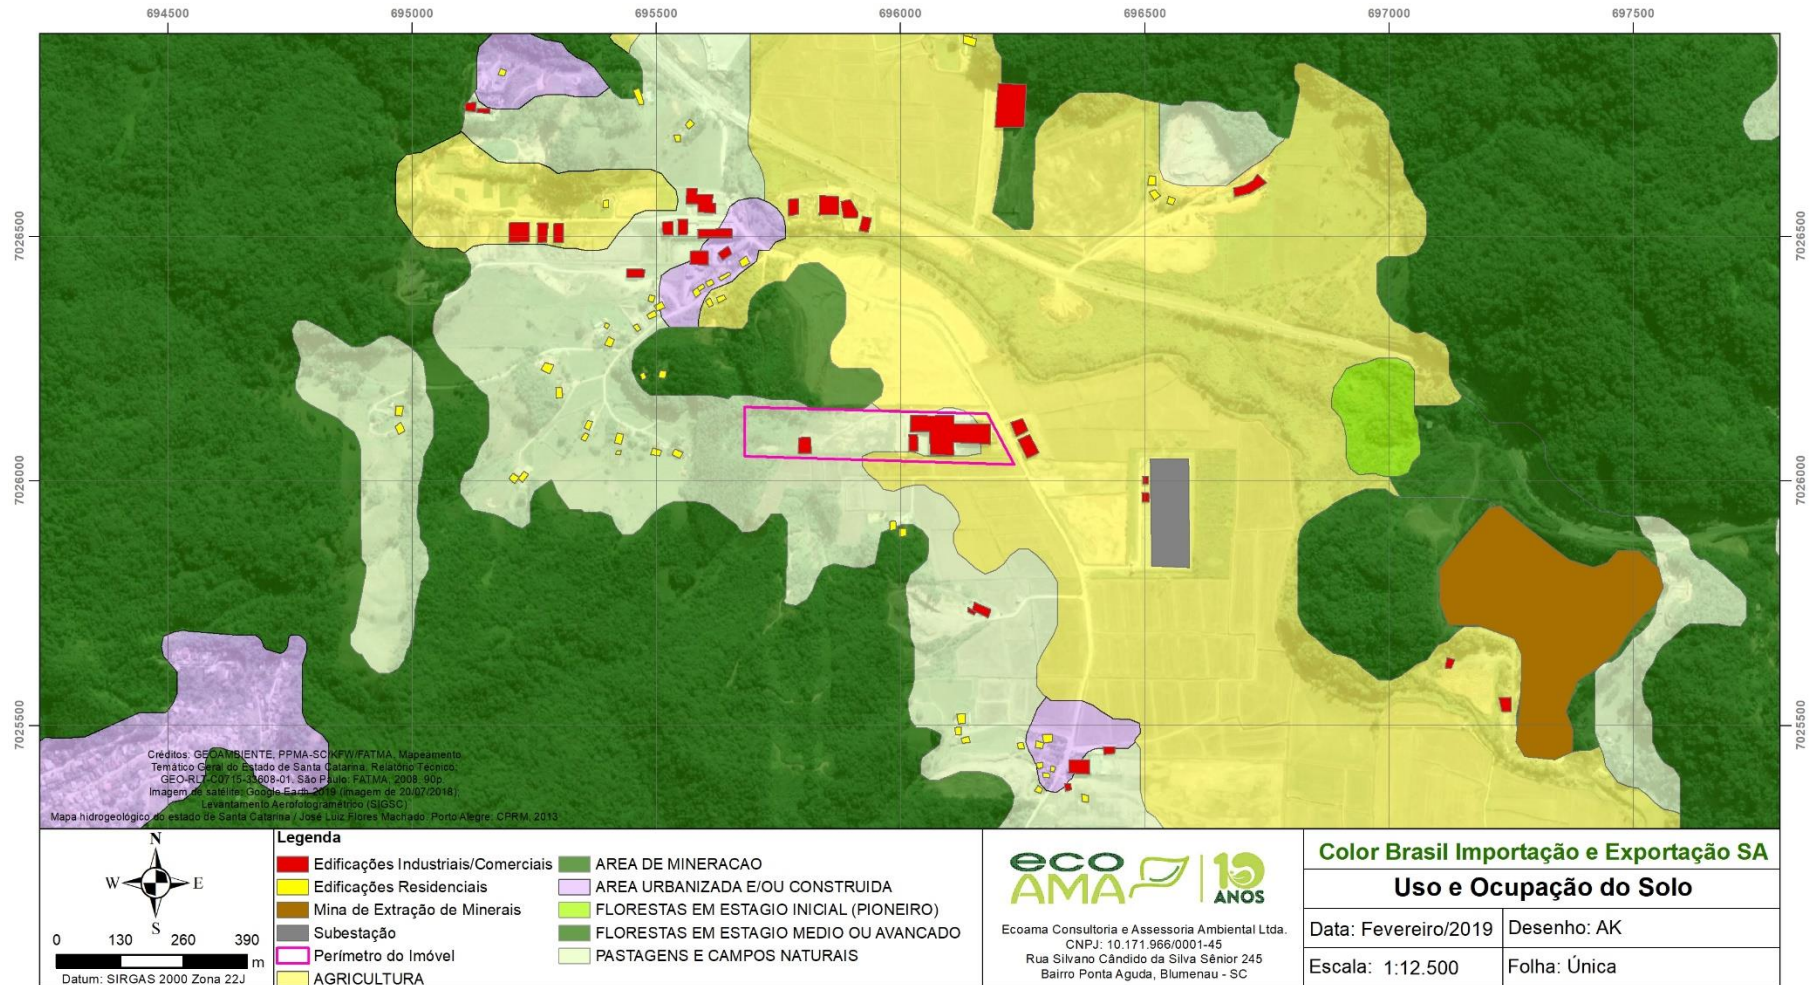 694500 695000 695500 696000 696500 697000 697500
7026500 7026500
7026000 7026000
7025500 7025500
Créditos: GEOAMBIENTE, PPMA-SC/KFW/FATMA, Mapeamento
Temático Geral do Estado de Santa Catarina, Relatório Técnico;
GEO-RLT-C0715-33608-01. São Paulo: FATMA, 2008. 90p.
Imagem de satélite: Google Earth 2019 (Imagem de 20/07/2018);
Levantamento Aerofotogramétrico (SIGSC)
Mapa hidrogeológico do estado de Santa Catarina / José Luiz Flores Machado. Porto Alegre: CPRM, 2013
N
W E
S
0 130 260 390
m
Datum: SIRGAS 2000 Zona 22J
Legenda
Edificações Industriais/Comerciais
Edificações Residenciais
Mina de Extração de Minerais
Subestação
Perímetro do Imóvel
AGRICULTURA
AREA DE MINERACAO
AREA URBANIZADA E/OU CONSTRUIDA
FLORESTAS EM ESTAGIO INICIAL (PIONEIRO)
FLORESTAS EM ESTAGIO MEDIO OU AVANCADO
PASTAGENS E CAMPOS NATURAIS
eco
AMA
10
ANOS
Ecoama Consultoria e Assessoria Ambiental Ltda.
CNPJ: 10.171.966/0001-45
Rua Silvano Cândido da Silva Sênior 245
Bairro Ponta Aguda, Blumenau - SC
Color Brasil Importação e Exportação SA
Uso e Ocupação do Solo
Data: Fevereiro/2019 Desenho: AK
Escala: 1:12.500 Folha: Única